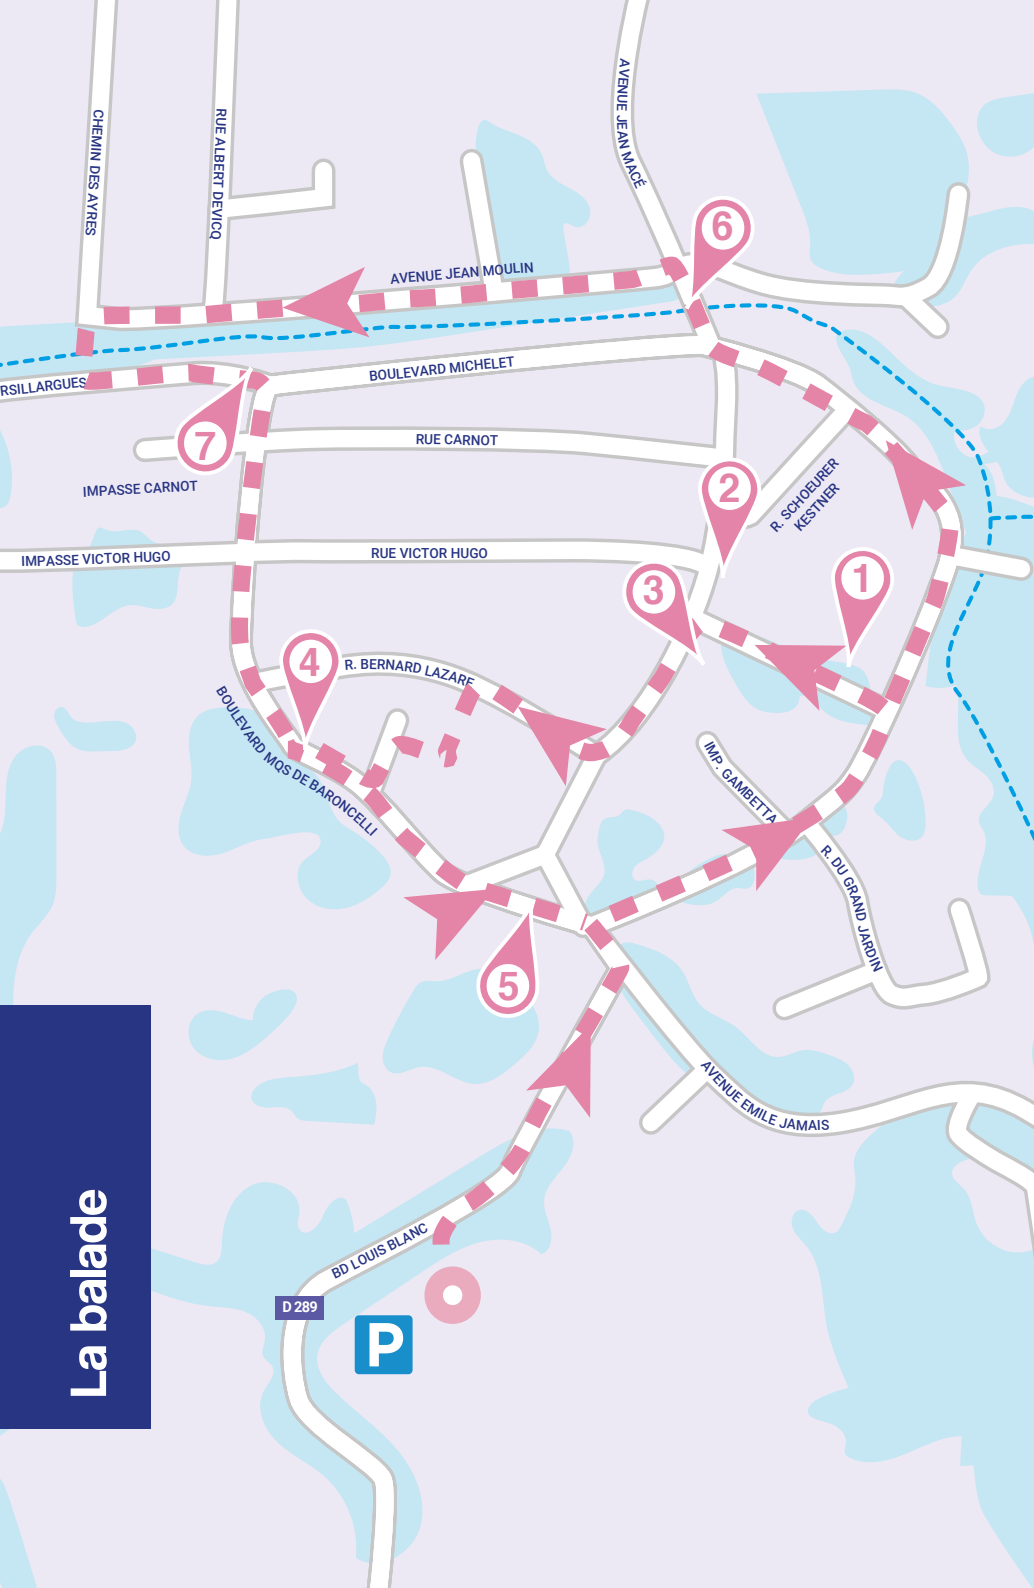 AVENUE JEAN MACÉ
CHEMIN DES AYRES
RUE ALBERT DEVICQ
6
AVENUE JEAN MOULIN
BOULEVARD MICHELET
RSILLARGUES
7
RUE CARNOT
IMPASSE CARNOT
2
R. SCHOEURER
KESTNER
IMPASSE VICTOR HUGO
RUE VICTOR HUGO
1
3
4
R. BERNARD LAZARE
BOULEVARD MQS DE BARONCELLI
IMP. GAMBETTA
R. DU GRAND JARDIN
5
AVENUE EMILE JAMAIS
BD LOUIS BLANC
D 289
P
La balade